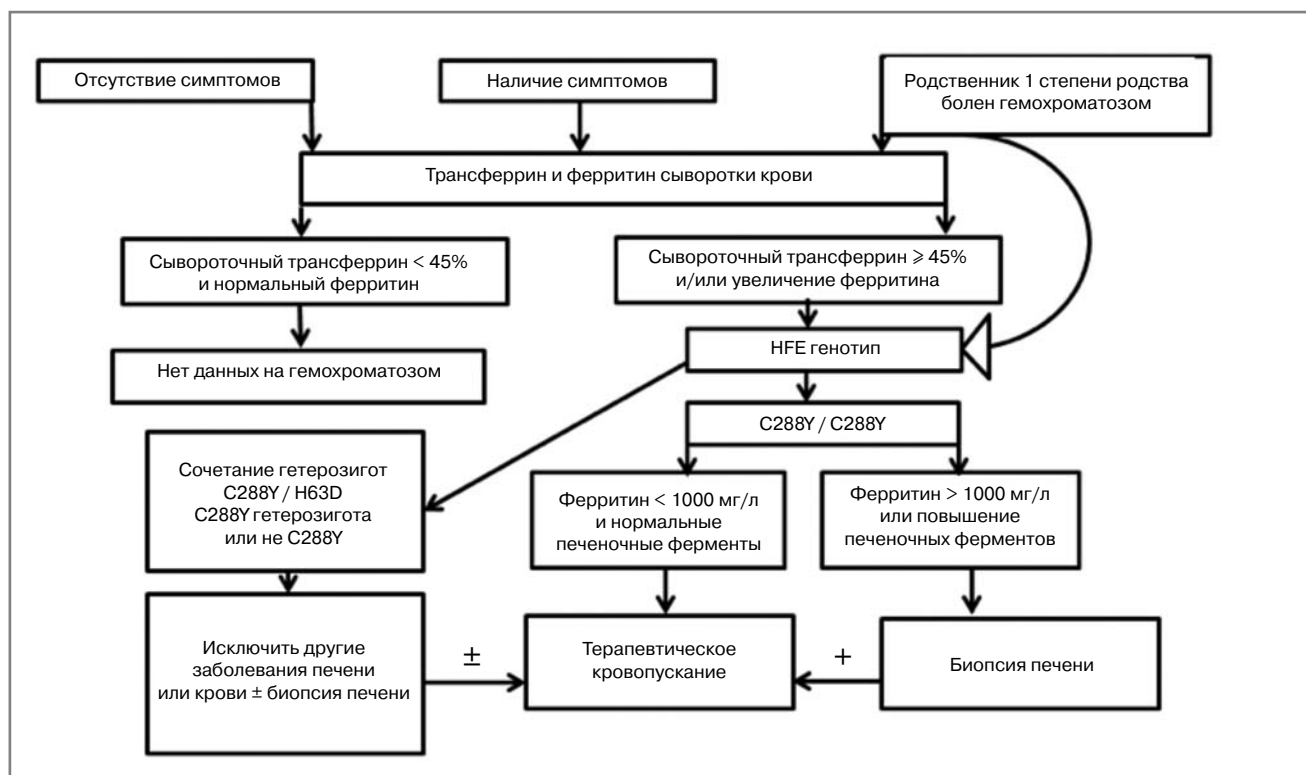 Отсутствие симптомов
Наличие симптомов
Родственник 1 степени родства
болен гемохроматозом
Трансферрин и ферритин сыворотки крови
Сывороточный трансферрин < 45%
и нормальный ферритин
Сывороточный трансферрин ⩾ 45%
и/или увеличение ферритина
Нет данных на гемохроматозом
HFE генотип
C288Y / C288Y
Сочетание гетерозигот
C288Y / H63D
C288Y гетерозигота
или не C288Y
Ферритин < 1000 мг/л
и нормальные
печеночные ферменты
Ферритин > 1000 мг/л
или повышение
печеночных ферментов
Исключить другие
заболевания печени
или крови ± биопсия печени
±
Терапевтическое
кровопускание
+
Биопсия печени